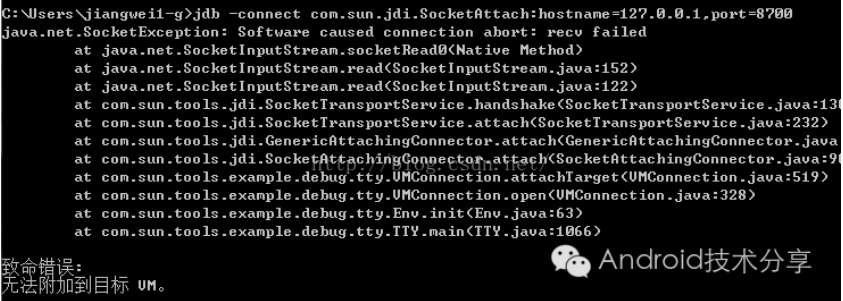 C:\Users\jiangwei1-g>jdb -connect com.sun.jdi.SocketAttach:hostname=127.0.0.1,port=8700
java.net.SocketException: Software caused connection abort: recv failed
at java.net.SocketInputStream.socketRead0(Native Method)
at java.net.SocketInputStream.read(SocketInputStream.java:152)
at java.net.SocketInputStream.read(SocketInputStream.java:122)
at com.sun.tools.jdi.SocketTransportService.handshake(SocketTransportService.java:130
at com.sun.tools.jdi.SocketTransportService.attach(SocketTransportService.java:232)
at com.sun.tools.jdi.GenericAttachingConnector.attach(GenericAttachingConnector.java
at com.sun.tools.jdi.SocketAttachingConnector.attach(SocketAttachingConnector.java:90
http://blog.csdn.net/
at com.sun.tools.example.debug.tty.VMConnection.attachTarget(VMConnection.java:519)
at com.sun.tools.example.debug.tty.VMConnection.open(VMConnection.java:328)
at com.sun.tools.example.debug.tty.Env.init(Env.java:63)
at com.sun.tools.example.debug.tty.TTY.main(TTY.java:1066)
致命错误:
无法附加到目标 VM。
Android技术分享